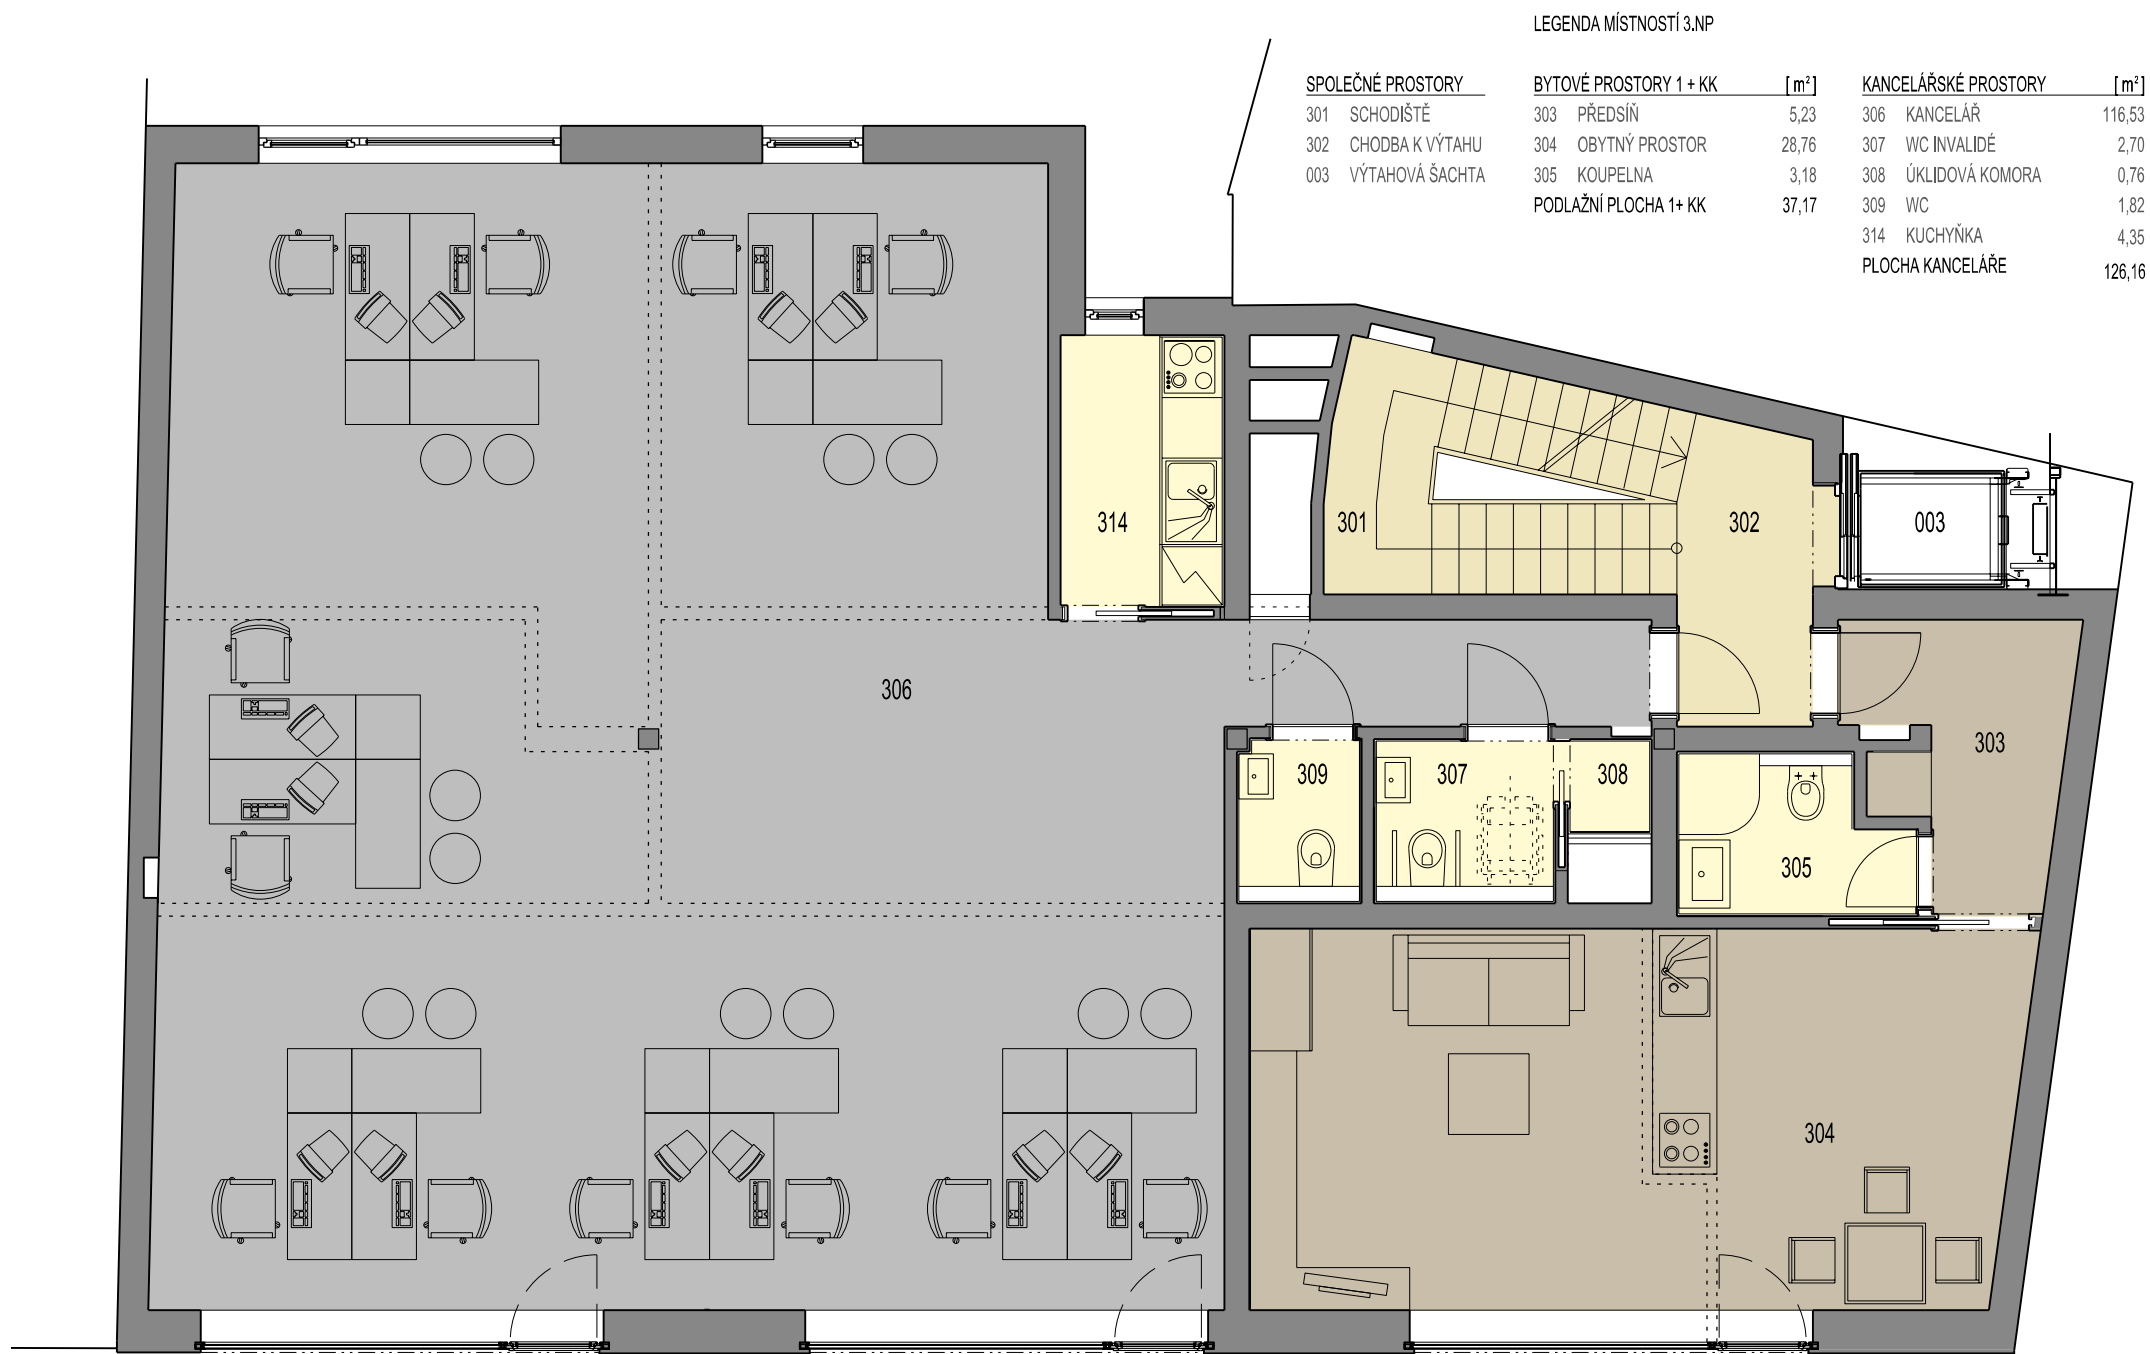 LEGENDA MÍSTNOSTÍ 3.NP
SPOLEČNÉ PROSTORY
301 SCHODIŠTĚ
302 CHODBA K VÝTAHU
003 VÝTAHOVÁ ŠACHTA
BYTOVÉ PROSTORY 1 + KK [ m² ]
303 PŘEDSÍŇ 5,23
304 OBYTNÝ PROSTOR 28,76
305 KOUPELNA 3,18
PODLAŽNÍ PLOCHA 1+ KK 37,17
KANCELÁŘSKÉ PROSTORY [ m² ]
306 KANCELÁŘ 116,53
307 WC INVALIDÉ 2,70
308 ÚKLIDOVÁ KOMORA 0,76
309 WC 1,82
314 KUCHYŇKA 4,35
PLOCHA KANCELÁŘE 126,16
314
301
302
003
306
303
309
307
308
305
304